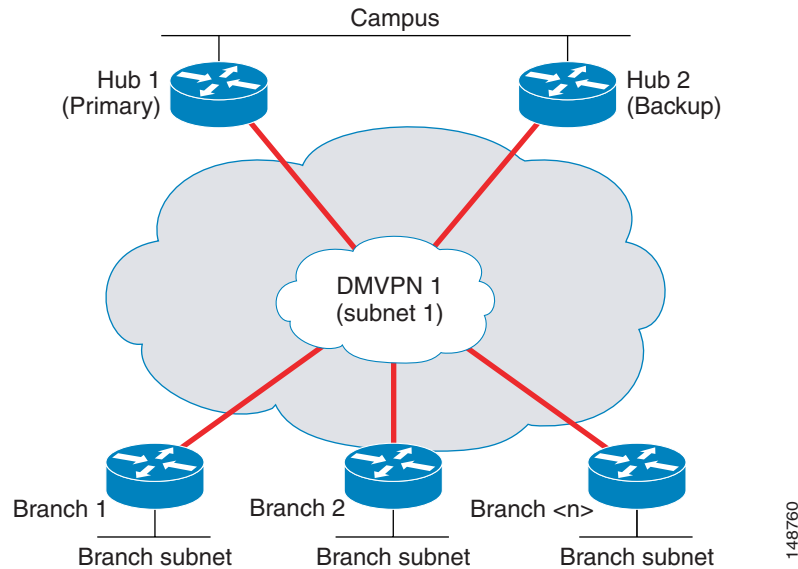 Campus
Hub 1
(Primary)
Hub 2
(Backup)
DMVPN 1
(subnet 1)
Branch 1
Branch 2
Branch <n>
Branch subnet
Branch subnet
Branch subnet
148760